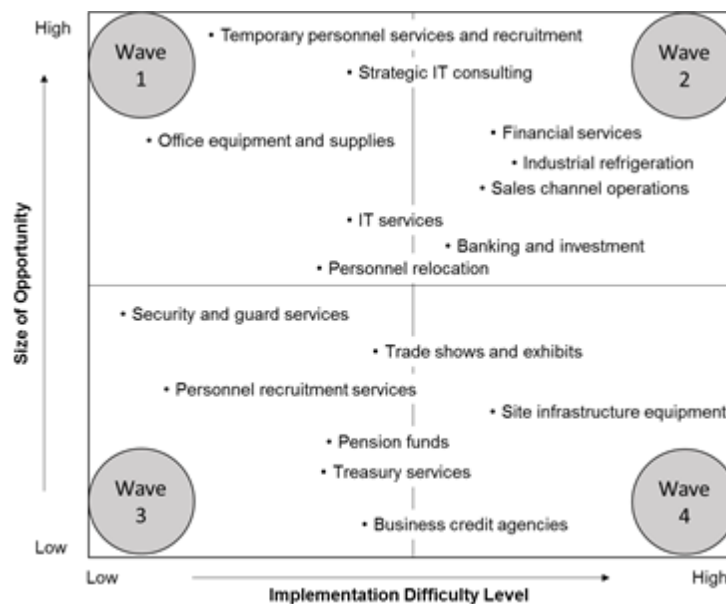 High
Wave
1
• Temporary personnel services and recruitment
Wave
2
• Strategic IT consulting
• Office equipment and supplies
• Financial services
• Industrial refrigeration
• Sales channel operations
• IT services
• Banking and investment
• Personnel relocation
Size of Opportunity
• Security and guard services
• Trade shows and exhibits
• Personnel recruitment services
• Site infrastructure equipment
• Pension funds
• Treasury services
Wave
3
Wave
4
• Business credit agencies
Low
Low
High
Implementation Difficulty Level